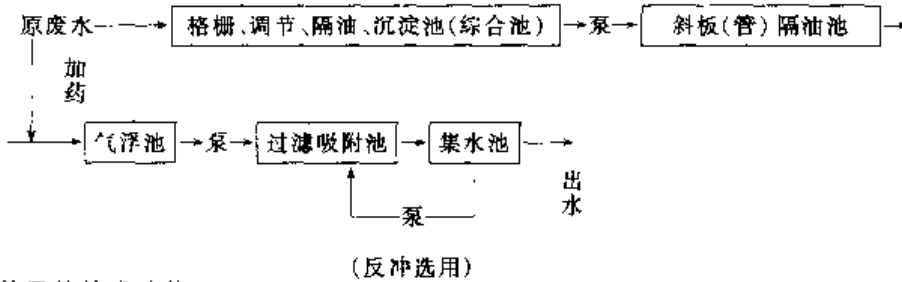 原废水 格栅、调节、隔油、沉淀池(综合池) 泵 斜板(管)隔油池
加药
气浮池 泵 过滤吸附池 集水池
出水
泵
(反冲选用)